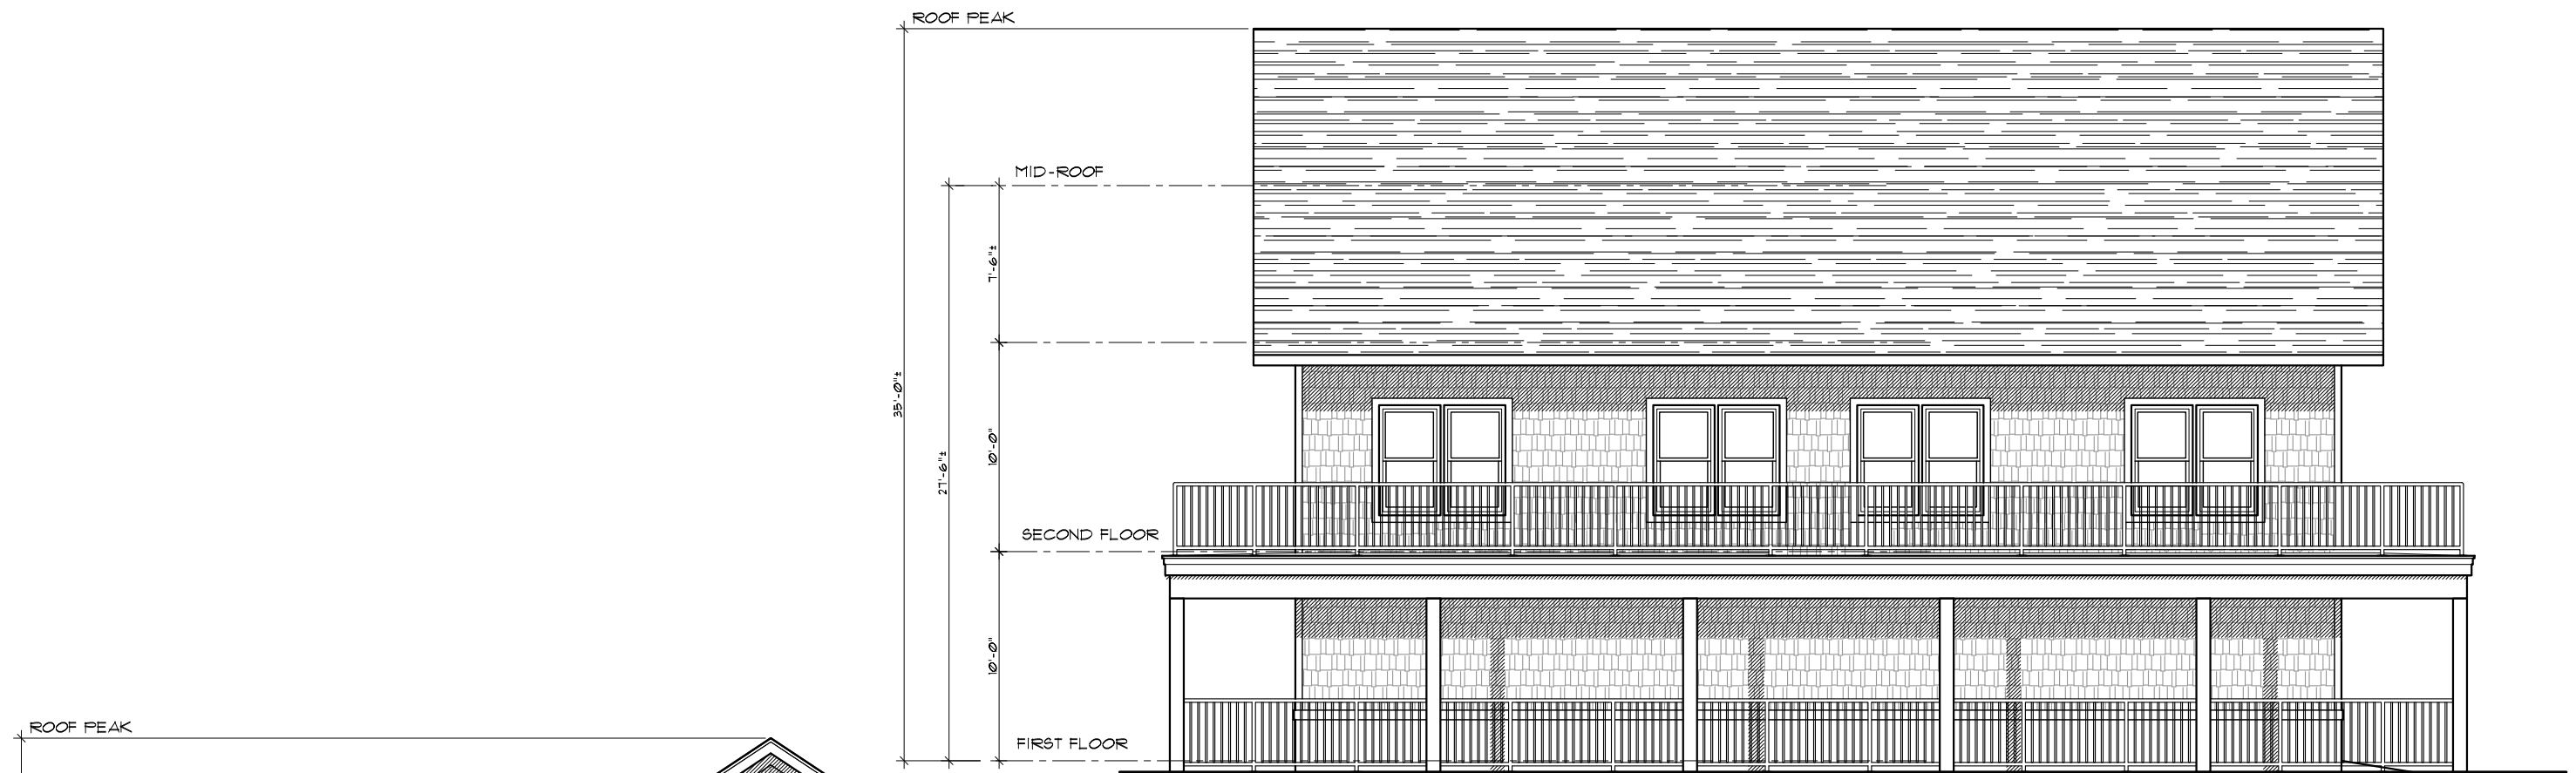 ROOF PEAK
MID-ROOF
7'-6"±
35'-0"±
10'-0"
27'-6"±
SECOND FLOOR
10'-0"
ROOF PEAK
FIRST FLOOR